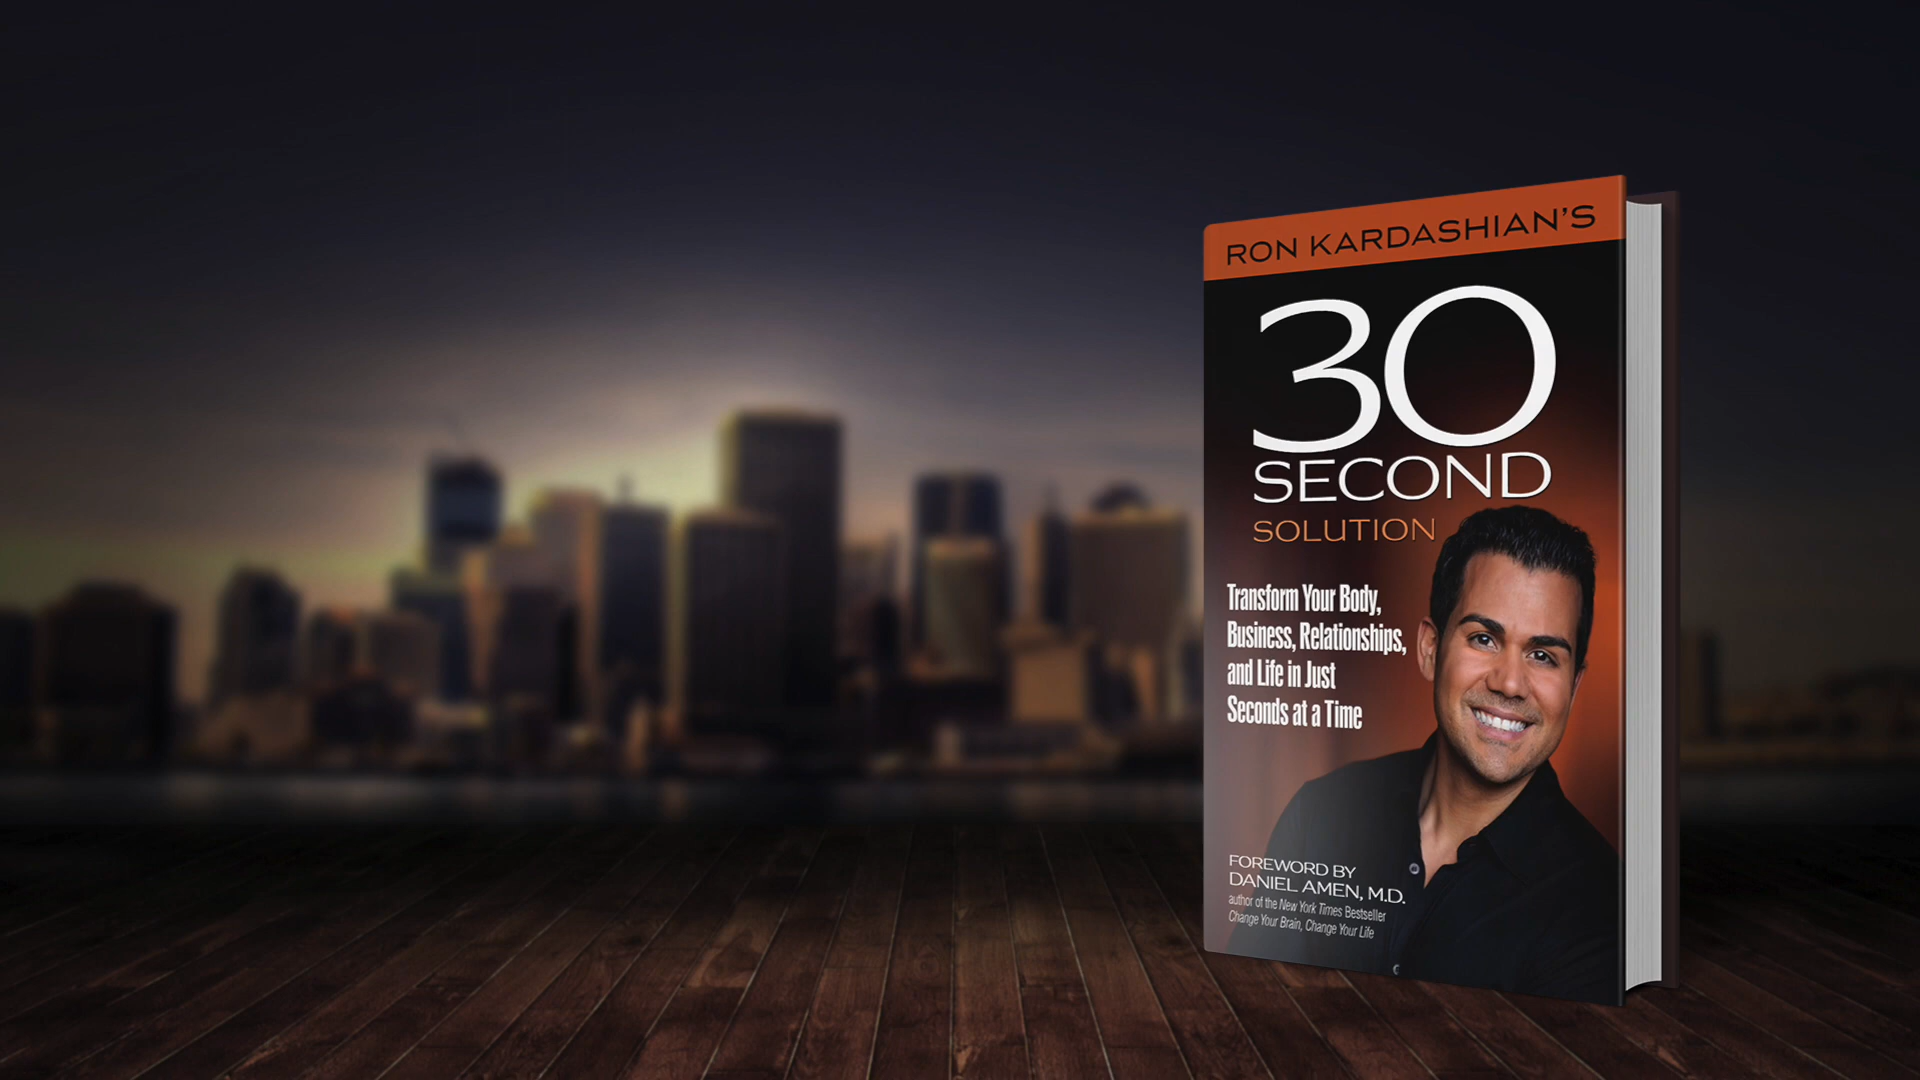 RON KARDASHIAN'S
30
SECOND
SOLUTION
Transform Your Body,
Business, Relationships,
and Life in Just
Seconds at a Time
FOREWORD BY
DANIEL AMEN, M.D.
author of the New York Times Bestseller
Change Your Brain, Change Your Life